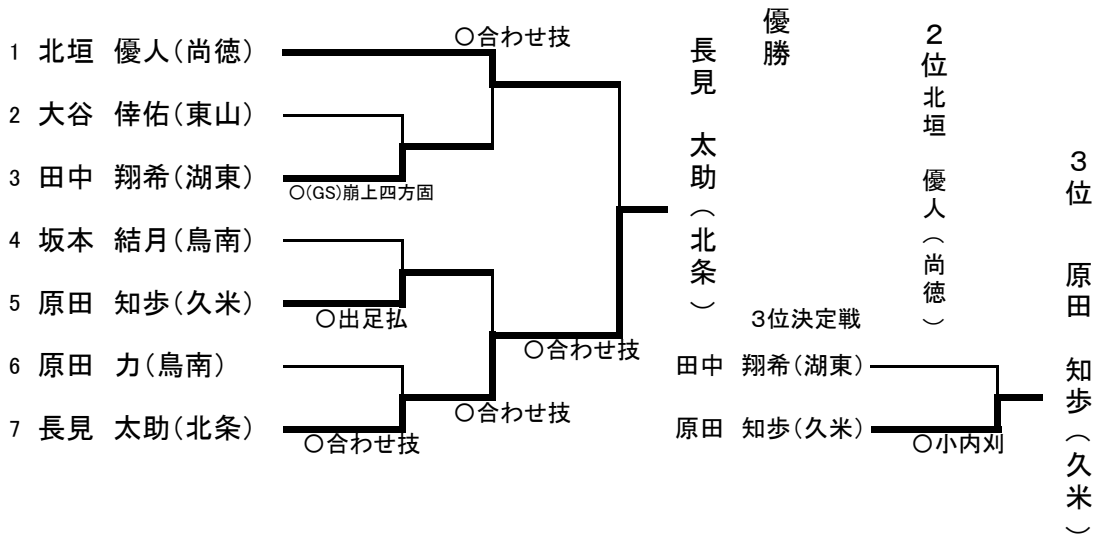 1 北垣 優人(尚徳)
○合わせ技
2 大谷 倖佑(東山)
3 田中 翔希(湖東)
○(GS)崩上四方固
4 坂本 結月(鳥南)
5 原田 知歩(久米)
○出足払
6 原田 力(鳥南)
7 長見 太助(北条)
○合わせ技
○合わせ技
○合わせ技
優勝
長見 太助(北条)
2位 北垣 優人(尚徳)
3位 原田 知歩(久米)
3位決定戦
田中 翔希(湖東)
原田 知歩(久米)
○小内刈